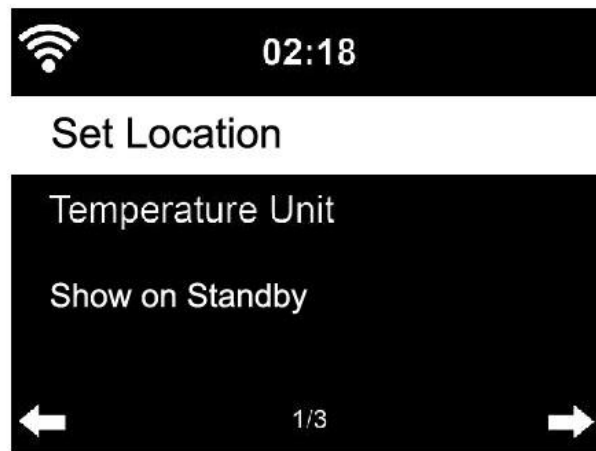 02:18
Set Location
Temperature Unit
Show on Standby
1/3